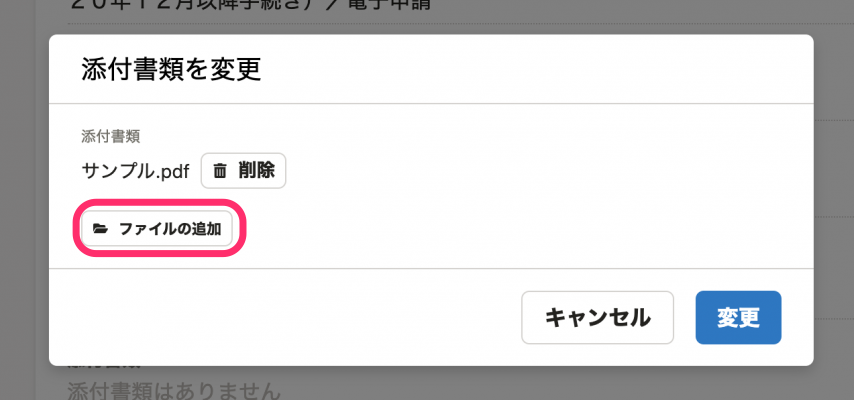 ２０年１２月以降手続き）／電子申請
添付書類を変更
添付書類
サンプル.pdf 削除
ファイルの追加
キャンセル 変更
添付書類はありません